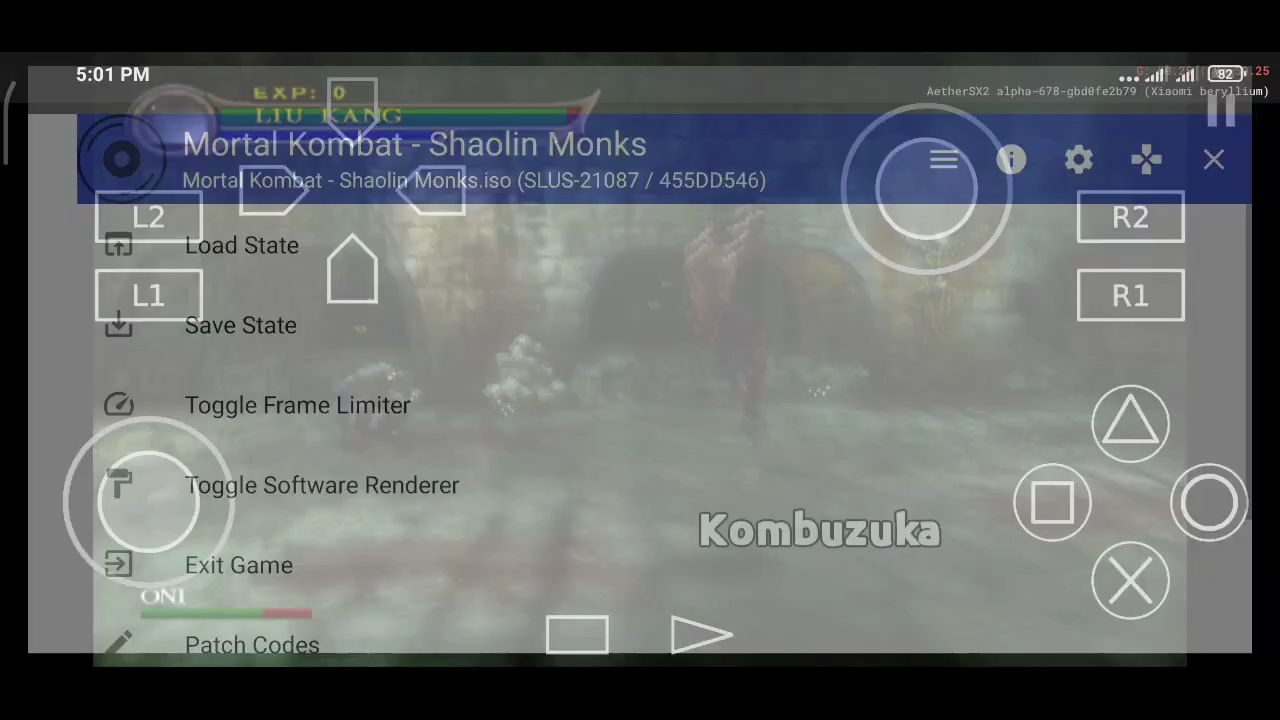 5:01 PM
82
AetherSX2 alpha-678-gbd0fe2b79 (Xiaomi beryllium)
EXP: 0
LIU KANG
Mortal Kombat - Shaolin Monks
Mortal Kombat - Shaolin Monks.iso (SLUS-21087 / 455DD546)
L2
R2
Load State
L1
R1
Save State
Toggle Frame Limiter
Toggle Software Renderer
Kombuzuka
Exit Game
ONI
Patch Codes